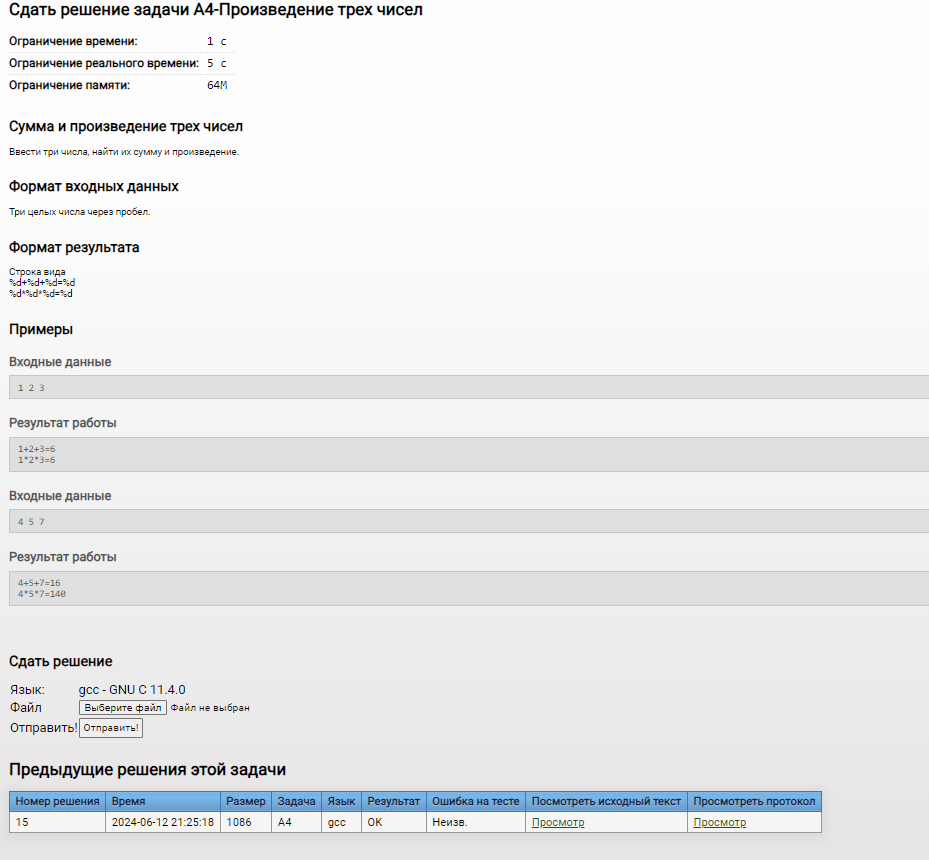 Сдать решение задачи A4-Произведение трех чисел
Ограничение времени: 1 с
Ограничение реального времени: 5 с
Ограничение памяти: 64M
Сумма и произведение трех чисел
Ввести три числа, найти их сумму и произведение.
Формат входных данных
Три целых числа через пробел.
Формат результата
Строка вида
%d+%d+%d=%d
%d*%d*%d=%d
Примеры
Входные данные
1 2 3
Результат работы
1+2+3=6
1*2*3=6
Входные данные
4 5 7
Результат работы
4+5+7=16
4*5*7=140
Сдать решение
Язык: gcc - GNU C 11.4.0
Файл Выберите файл Файл не выбран
Отправить! Отправить!
Предыдущие решения этой задачи
Номер решения Время Размер Задача Язык Результат Ошибка на тесте Посмотреть исходный текст Просмотреть протокол
15 2024-06-12 21:25:18 1086 A4 gcc OK Неизв. Просмотр Просмотр